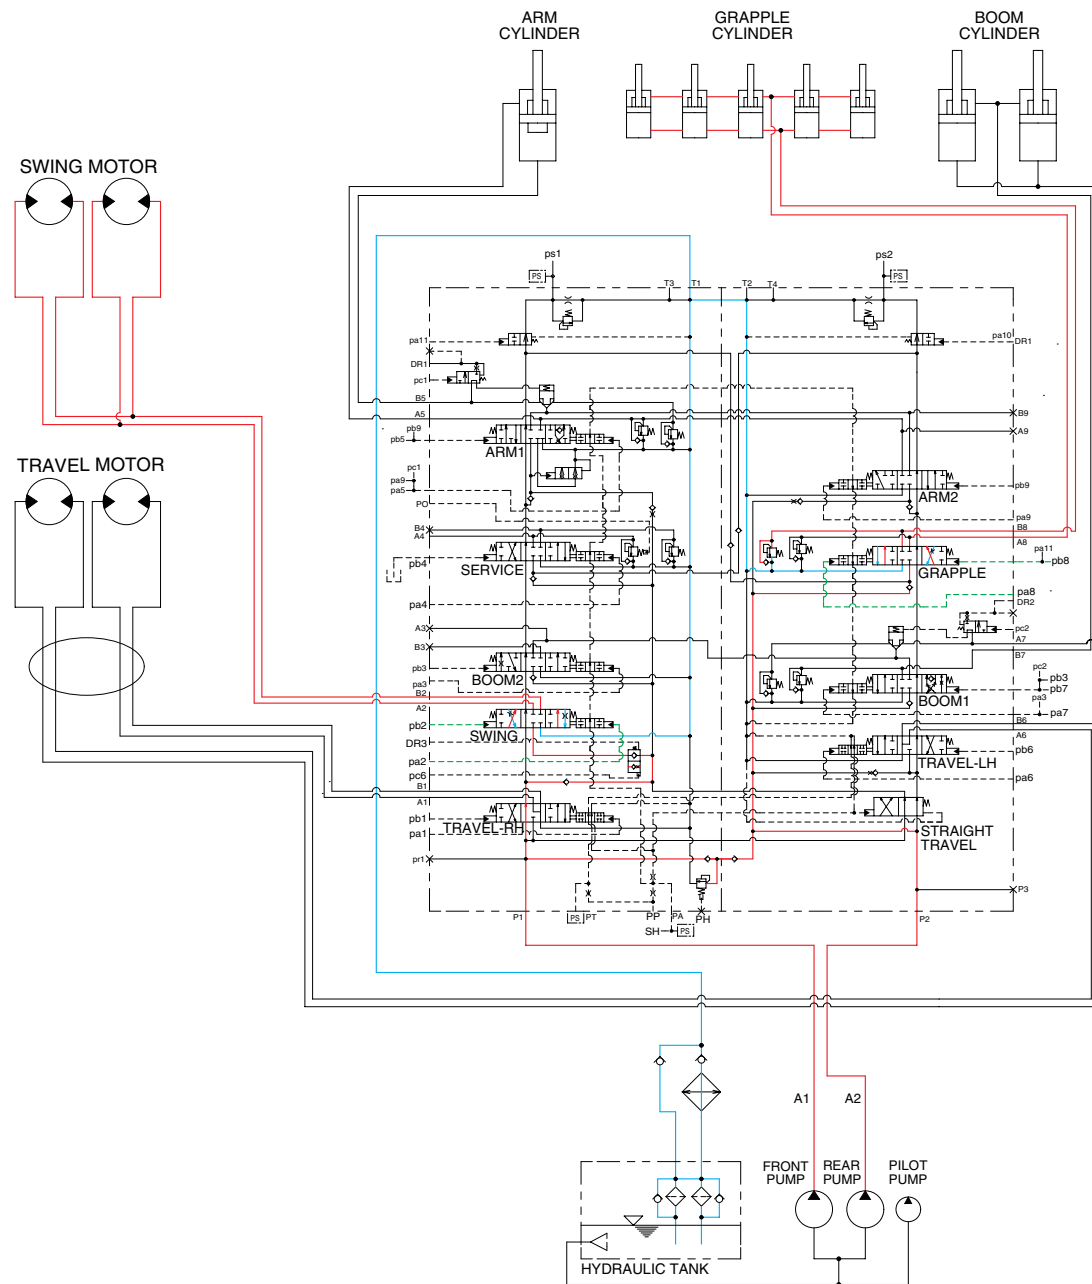 ARM
CYLINDER
GRAPPLE
CYLINDER
BOOM
CYLINDER
SWING MOTOR
TRAVEL MOTOR
ps1
PS
ps2
PS
T3
T1
T2
T4
pa11
DR1
pc1
B5
A5
pb9
pb5
ARM1
pc1
pa9
pa5
PO
B4
A4
pb4
SERVICE
pa4
A3
B3
pb3
BOOM2
pa3
B2
A2
pb2
SWING
DR3
pa2
pc6
B1
A1
pb1
TRAVEL-RH
pa1
pr1
pa10
DR1
B9
A9
ARM2
pb9
pa9
B8
A8
pa11
pb8
GRAPPLE
pa8
DR2
pc2
A7
B7
pc2
pb3
pb7
BOOM1
pa3
pa7
B6
A6
pb6
TRAVEL-LH
pa6
STRAIGHT
TRAVEL
P3
P1
PS
PT
PP
PA
PH
P2
SH
PS
A1
A2
FRONT
PUMP
REAR
PUMP
PILOT
PUMP
HYDRAULIC TANK